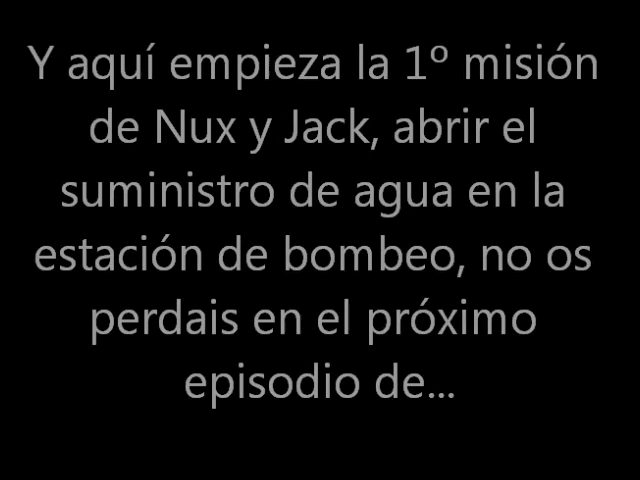 Y aquí empieza la 1º misión
de Nux y Jack, abrir el
suministro de agua en la
estación de bombeo, no os
perdais en el próximo
episodio de...